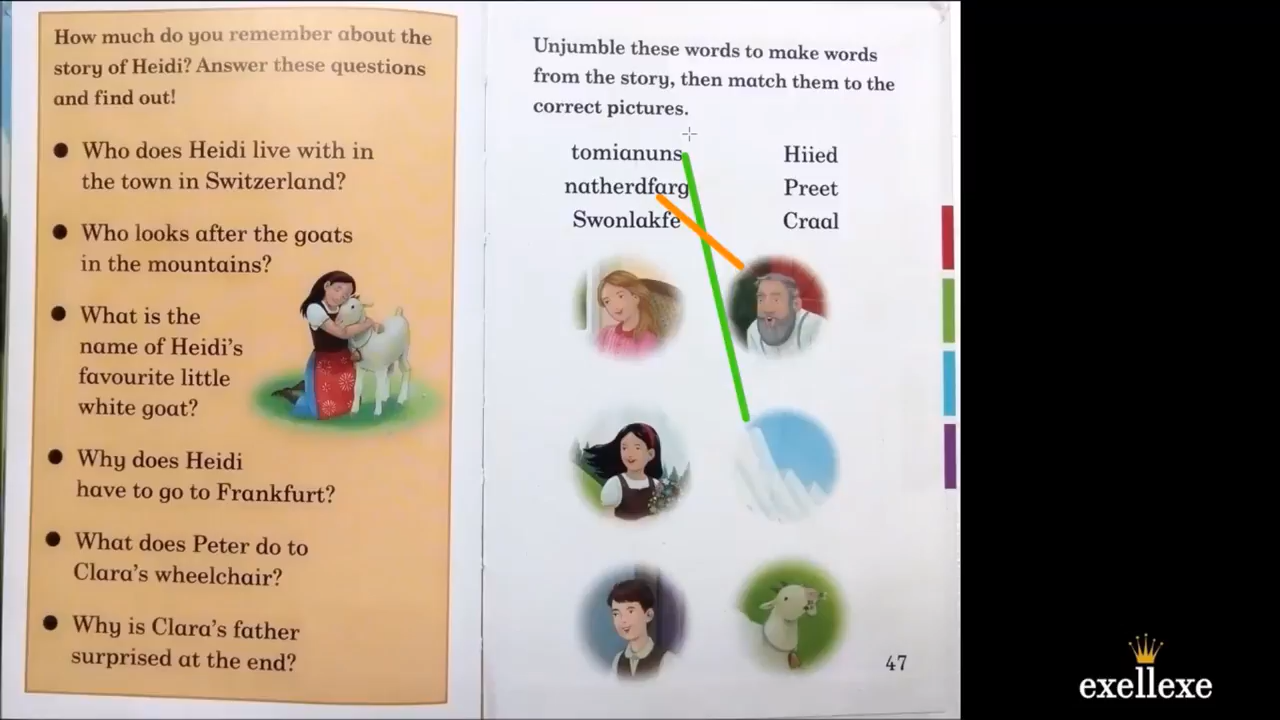 How much do you remember about the
story of Heidi? Answer these questions
and find out!
● Who does Heidi live with in
the town in Switzerland?
● Who looks after the goats
in the mountains?
● What is the
name of Heidi's
favourite little
white goat?
● Why does Heidi
have to go to Frankfurt?
● What does Peter do to
Clara's wheelchair?
● Why is Clara's father
surprised at the end?
Unjumble these words to make words
from the story, then match them to the
correct pictures.
tomianuns
natherdfarg
Swonlakfe
Hiied
Preet
Craal
47
exellexe